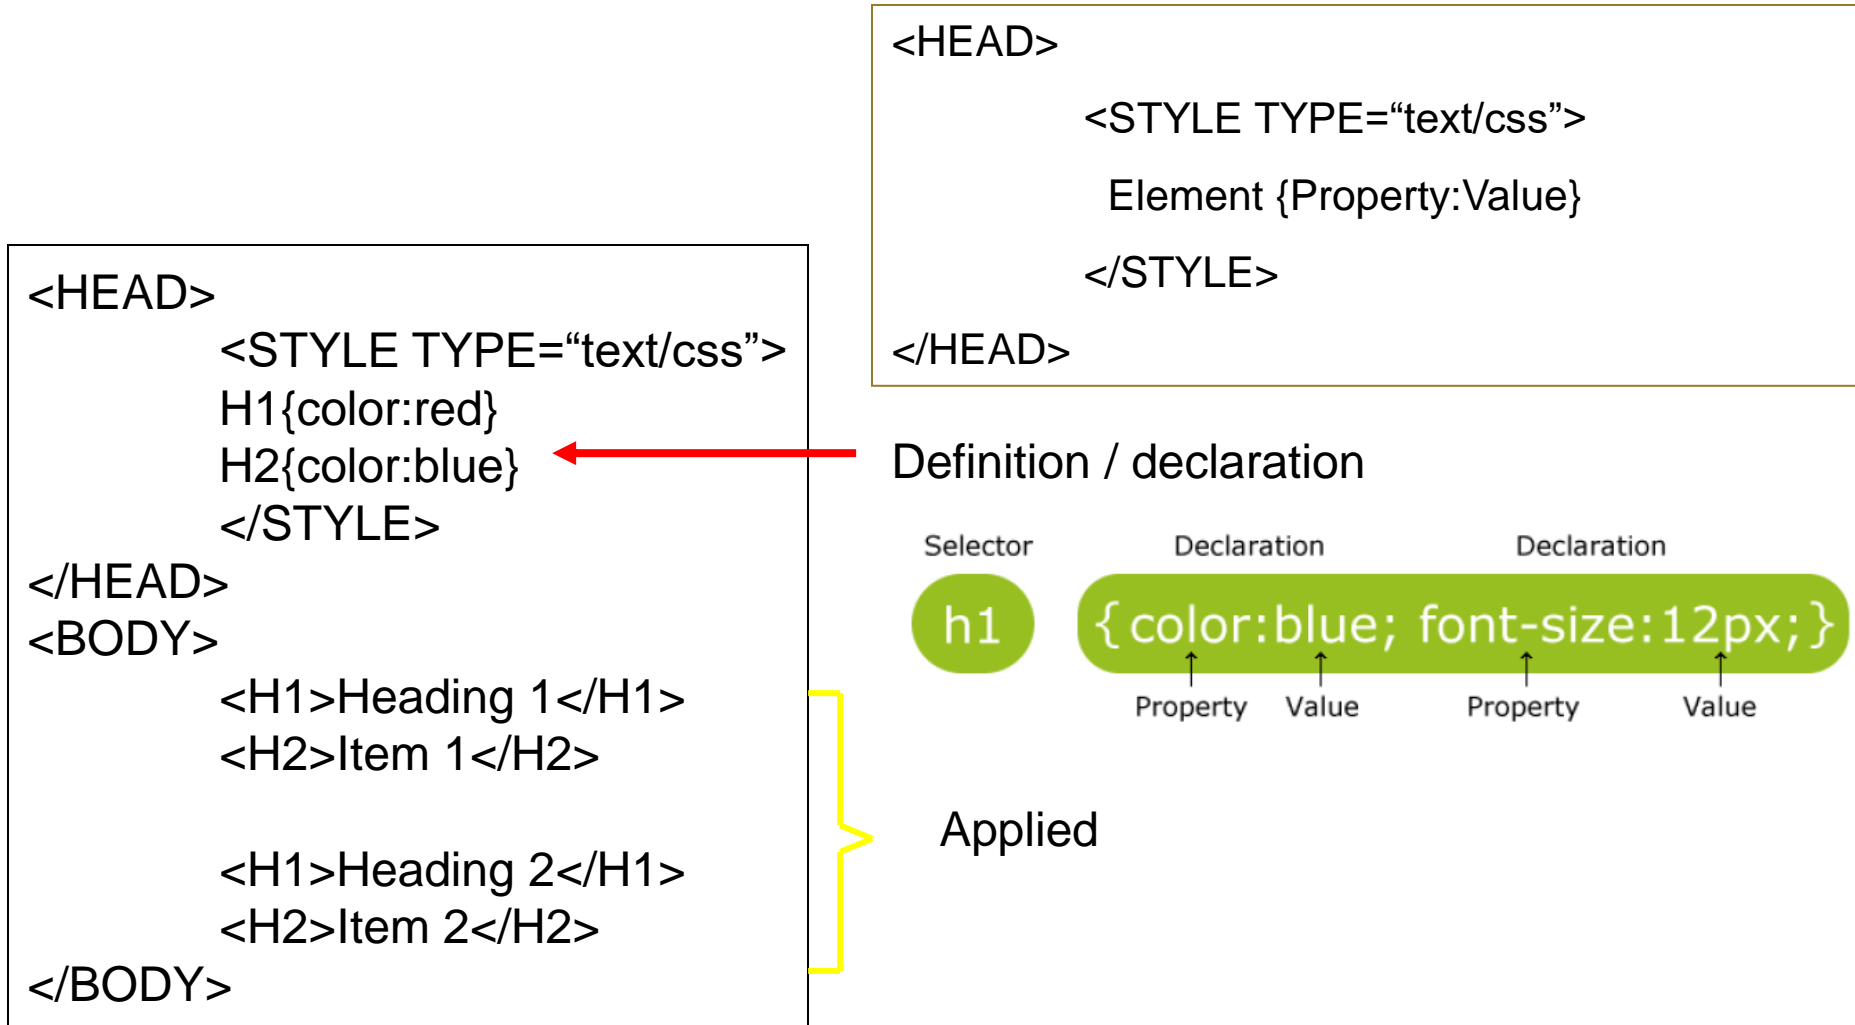 <HEAD>
<STYLE TYPE=“text/css”>
Element {Property:Value}
</STYLE>
</HEAD>
<HEAD>
<STYLE TYPE=“text/css”>
H1{color:red}
H2{color:blue}
</STYLE>
</HEAD>
<BODY>
<H1>Heading 1</H1>
<H2>Item 1</H2>
<H1>Heading 2</H1>
<H2>Item 2</H2>
</BODY>
Definition / declaration
Selector Declaration Declaration
h1 {color:blue; font-size:12px;}
Property Value Property Value
Applied